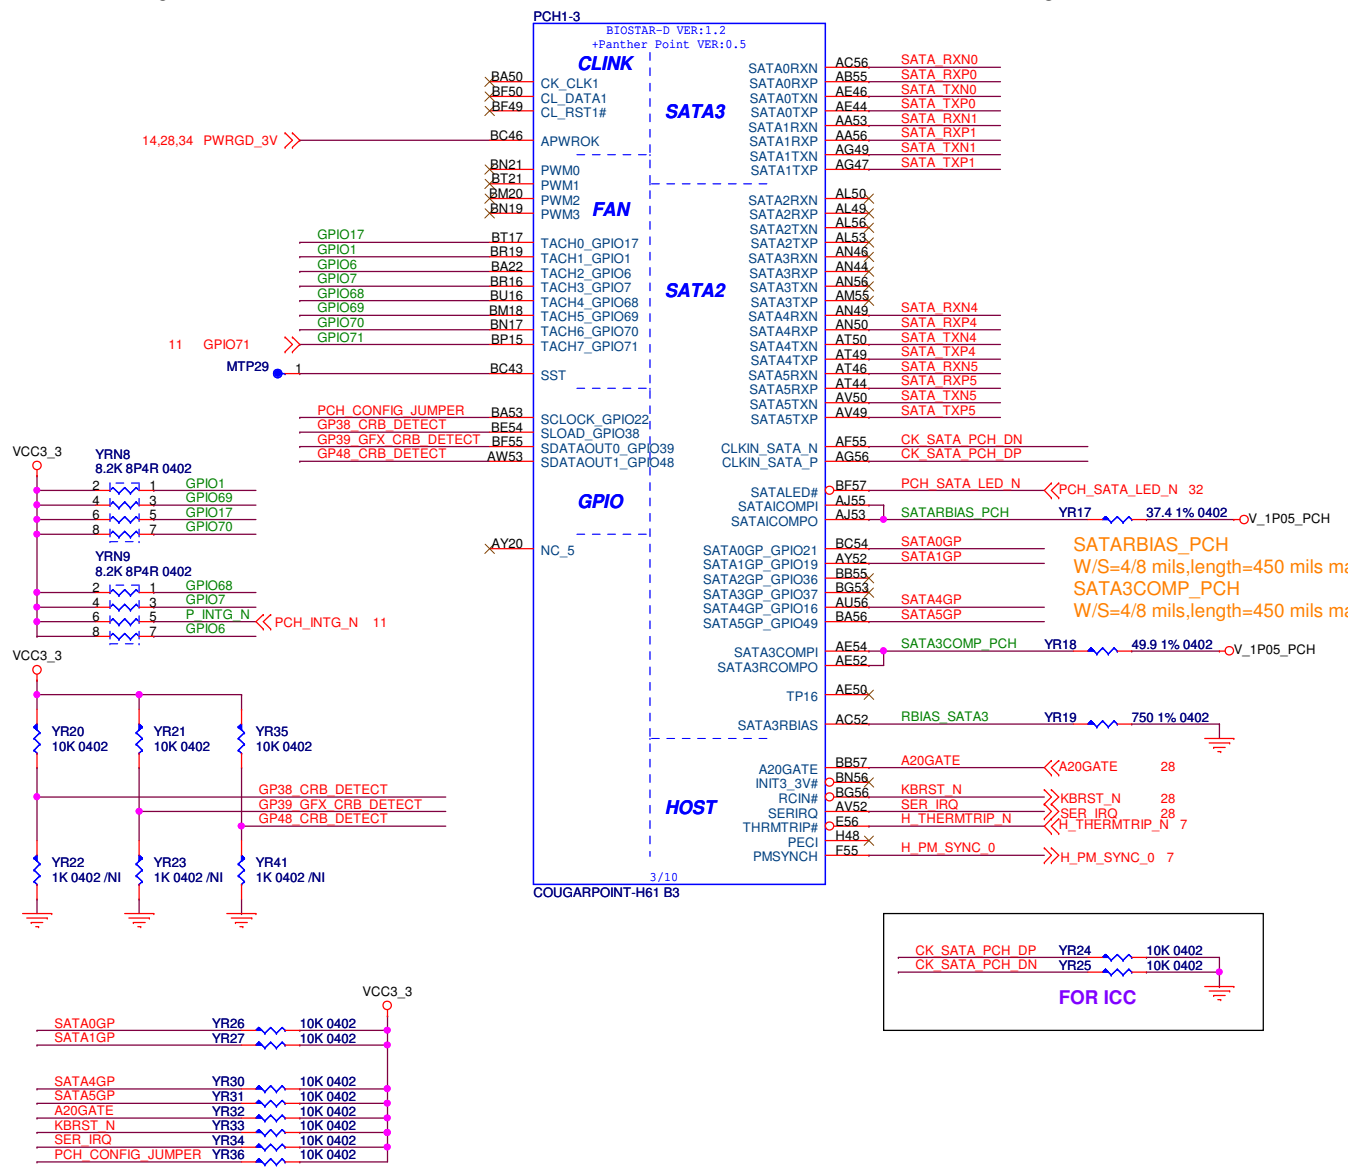 PCH1-3
BIOSTAR-D VER:1.2
+Panther Point VER:0.5
CLINK
BA50 CK_CLK1
BF50 CL_DATA1
BF49 CL_RST1#
14,28,34 PWRGD_3V BC46 APWROK
BN21 PWM0
BT21 PWM1
BM20 PWM2
BN19 PWM3
FAN
GPIO17 BT17 TACH0_GPIO17
GPIO1 BR19 TACH1_GPIO1
GPIO6 BA22 TACH2_GPIO6
GPIO7 BR16 TACH3_GPIO7
GPIO68 BU16 TACH4_GPIO68
GPIO69 BM18 TACH5_GPIO69
GPIO70 BN17 TACH6_GPIO70
11 GPIO71 GPIO71 BP15 TACH7_GPIO71
MTP29 1 BC43 SST
PCH_CONFIG_JUMPER BA53 SCLOCK_GPIO22
GP38_CRB_DETECT BE54 SLOAD_GPIO38
GP39_GFX_CRB_DETECT BF55 SDATAOUT0_GPIO39
GP48_CRB_DETECT AW53 SDATAOUT1_GPIO48
GPIO
AY20 NC_5
SATA3
SATA0RXN AC56 SATA_RXN0
SATA0RXP AB55 SATA_RXP0
SATA0TXN AE46 SATA_TXN0
SATA0TXP AE44 SATA_TXP0
SATA1RXN AA53 SATA_RXN1
SATA1RXP AA56 SATA_RXP1
SATA1TXN AG49 SATA_TXN1
SATA1TXP AG47 SATA_TXP1
SATA2
SATA2RXN AL50
SATA2RXP AL49
SATA2TXN AL56
SATA2TXP AL53
SATA3RXN AN46
SATA3RXP AN44
SATA3TXN AN56
SATA3TXP AM55
SATA4RXN AN49 SATA_RXN4
SATA4RXP AN50 SATA_RXP4
SATA4TXN AT50 SATA_TXN4
SATA4TXP AT49 SATA_TXP4
SATA5RXN AT46 SATA_RXN5
SATA5RXP AT44 SATA_RXP5
SATA5TXN AV50 SATA_TXN5
SATA5TXP AV49 SATA_TXP5
CLKIN_SATA_N AF55 CK_SATA_PCH_DN
CLKIN_SATA_P AG56 CK_SATA_PCH_DP
SATALED# BF57 PCH_SATA_LED_N PCH_SATA_LED_N 32
SATAICOMPI AJ55
SATAICOMPO AJ53 SATARBIAS_PCH YR17 37.4 1% 0402 V_1P05_PCH
SATA0GP_GPIO21 BC54 SATA0GP
SATA1GP_GPIO19 AY52 SATA1GP
SATA2GP_GPIO36 BB55
SATA3GP_GPIO37 BG53
SATA4GP_GPIO16 AU56 SATA4GP
SATA5GP_GPIO49 BA56 SATA5GP
SATARBIAS_PCH
W/S=4/8 mils,length=450 mils ma
SATA3COMP_PCH
W/S=4/8 mils,length=450 mils ma
SATA3COMPI AE54 SATA3COMP_PCH YR18 49.9 1% 0402 V_1P05_PCH
SATA3RCOMPO AE52
TP16 AE50
SATA3RBIAS AC52 RBIAS_SATA3 YR19 750 1% 0402
HOST
A20GATE BB57 A20GATE A20GATE 28
INIT3_3V# BN56
RCIN# BG56 KBRST_N KBRST_N 28
SERIRQ AV52 SER_IRQ SER_IRQ 28
THRMTRIP# E56 H_THERMTRIP_N H_THERMTRIP_N 7
PECI H48
PMSYNCH F55 H_PM_SYNC_0 H_PM_SYNC_0 7
3/10
COUGARPOINT-H61 B3
VCC3_3
YRN8
8.2K 8P4R 0402
2 1 GPIO1
4 3 GPIO69
6 5 GPIO17
8 7 GPIO70
YRN9
8.2K 8P4R 0402
2 1 GPIO68
4 3 GPIO7
6 5 P_INTG_N PCH_INTG_N 11
8 7 GPIO6
VCC3_3
YR20 YR21 YR35
10K 0402 10K 0402 10K 0402
GP38_CRB_DETECT
GP39_GFX_CRB_DETECT
GP48_CRB_DETECT
YR22 YR23 YR41
1K 0402 /NI 1K 0402 /NI 1K 0402 /NI
CK_SATA_PCH_DP YR24 10K 0402
CK_SATA_PCH_DN YR25 10K 0402
FOR ICC
VCC3_3
SATA0GP YR26 10K 0402
SATA1GP YR27 10K 0402
SATA4GP YR30 10K 0402
SATA5GP YR31 10K 0402
A20GATE YR32 10K 0402
KBRST_N YR33 10K 0402
SER_IRQ YR34 10K 0402
PCH_CONFIG_JUMPER YR36 10K 0402